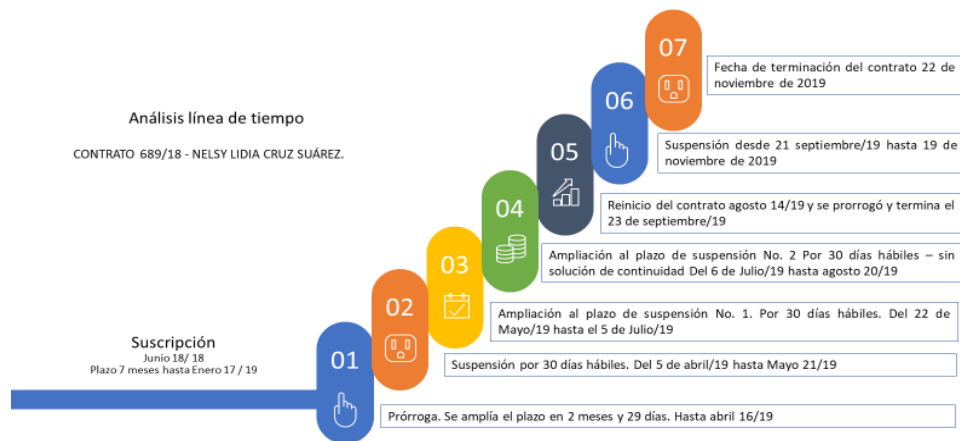 07
Fecha de terminación del contrato 22 de
noviembre de 2019
06
Análisis línea de tiempo
CONTRATO 689/18 - NELSY LIDIA CRUZ SUÁREZ.
Suspensión desde 21 septiembre/19 hasta 19 de
noviembre de 2019
05
Reinicio del contrato agosto 14/19 y se prorrogó y termina el
23 de septiembre/19
04
Ampliación al plazo de suspensión No. 2 Por 30 días hábiles – sin
solución de continuidad Del 6 de Julio/19 hasta agosto 20/19
03
Ampliación al plazo de suspensión No. 1. Por 30 días hábiles. Del 22 de
Mayo/19 hasta el 5 de Julio/19
02
Suspensión por 30 días hábiles. Del 5 de abril/19 hasta Mayo 21/19
Suscripción
Junio 18/ 18
Plazo 7 meses hasta Enero 17 / 19
01
Prórroga. Se amplía el plazo en 2 meses y 29 días. Hasta abril 16/19